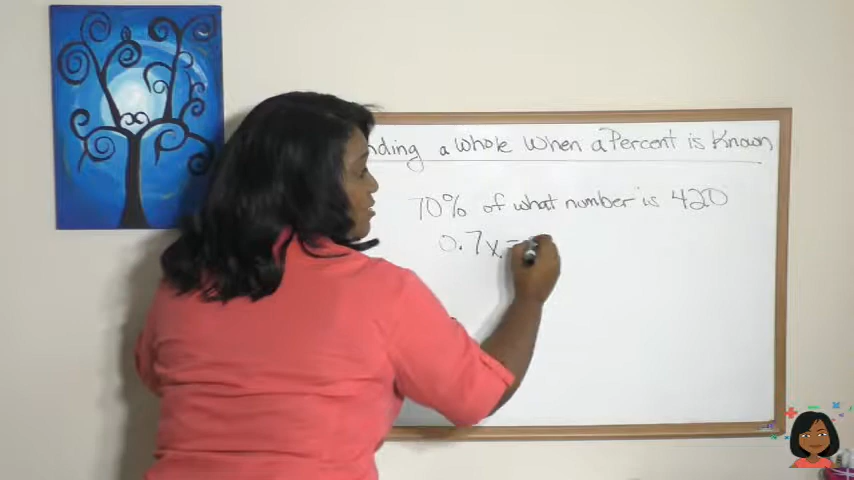 nding a Whole When a Percent is Known
70% of what number is 420
0.7x =